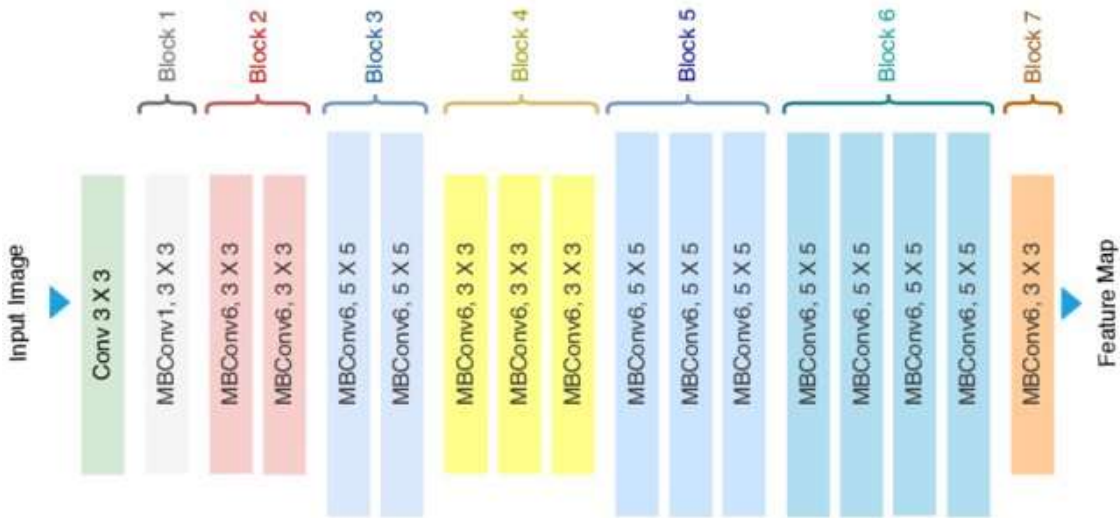 Input Image
Conv 3 X 3
Block 1
MBConv1, 3 X 3
Block 2
MBConv6, 3 X 3
MBConv6, 3 X 3
Block 3
MBConv6, 5 X 5
MBConv6, 5 X 5
Block 4
MBConv6, 3 X 3
MBConv6, 3 X 3
MBConv6, 3 X 3
Block 5
MBConv6, 5 X 5
MBConv6, 5 X 5
MBConv6, 5 X 5
Block 6
MBConv6, 5 X 5
MBConv6, 5 X 5
MBConv6, 5 X 5
MBConv6, 5 X 5
Block 7
MBConv6, 3 X 3
Feature Map